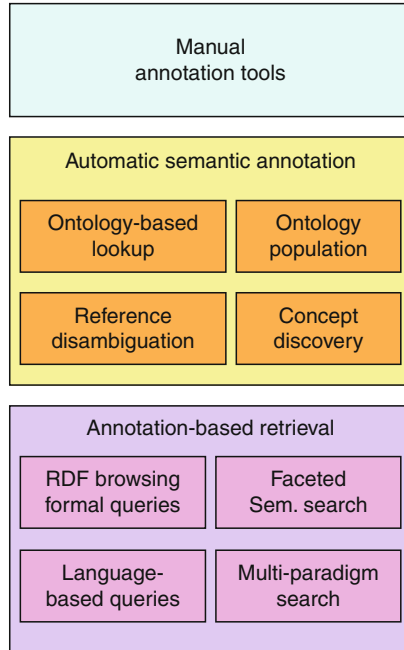 Manual
annotation tools
Automatic semantic annotation
Ontology-based
lookup
Ontology
population
Reference
disambiguation
Concept
discovery
Annotation-based retrieval
RDF browsing
formal queries
Faceted
Sem. search
Language-
based queries
Multi-paradigm
search